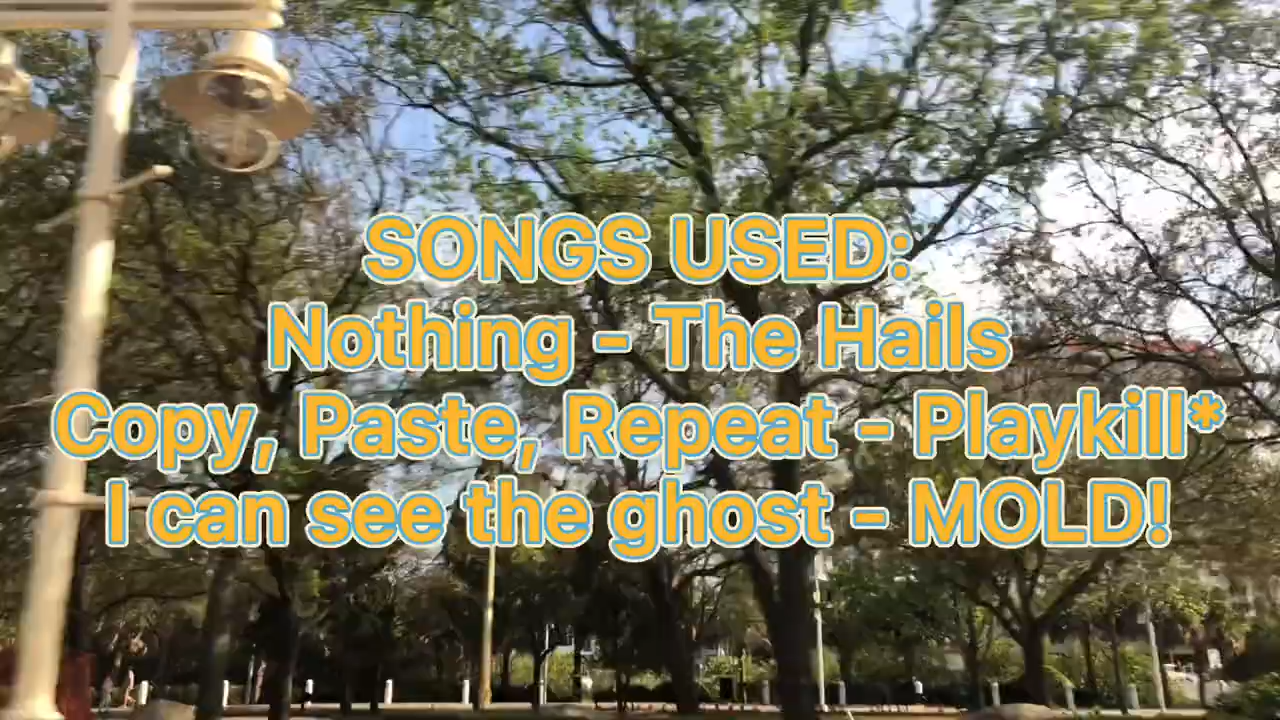 SONGS USED:
Nothing - The Hails
Copy, Paste, Repeat - Playkill*
I can see the ghost - MOLD!